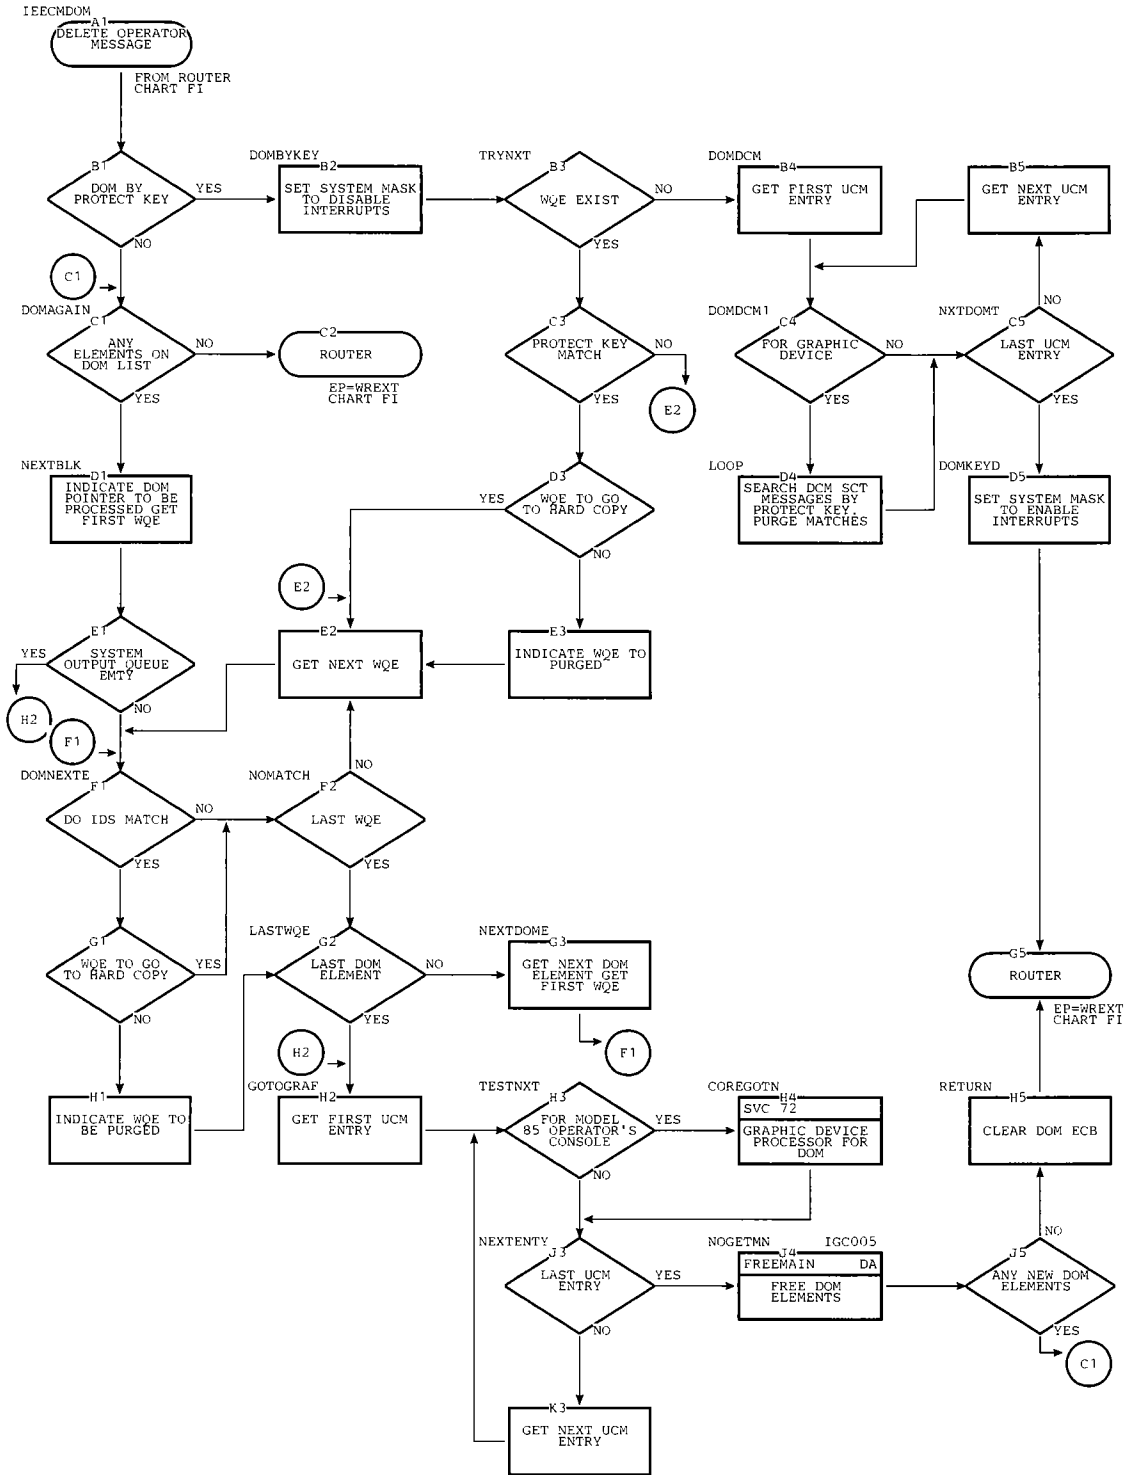 IEECMDOM
A1
DELETE OPERATOR
MESSAGE
FROM ROUTER
CHART FI
B1
DOM BY
PROTECT KEY
YES
NO
DOMBYKEY
B2
SET SYSTEM MASK
TO DISABLE
INTERRUPTS
TRYNXT
B3
WQE EXIST
NO
YES
DOMDCM
B4
GET FIRST UCM
ENTRY
B5
GET NEXT UCM
ENTRY
C1
DOMAGAIN
C1
ANY
ELEMENTS ON
DOM LIST
NO
YES
C2
ROUTER
EP=WREXT
CHART FI
C3
PROTECT KEY
MATCH
NO
YES
E2
DOMDCM1
C4
FOR GRAPHIC
DEVICE
NO
YES
NXTDOMT
C5
LAST UCM
ENTRY
NO
YES
NEXTBLK
D1
INDICATE DOM
POINTER TO BE
PROCESSED GET
FIRST WQE
D3
WQE TO GO
TO HARD COPY
YES
NO
LOOP
D4
SEARCH DCM SCT
MESSAGES BY
PROTECT KEY.
PURGE MATCHES
DOMKEYD
D5
SET SYSTEM MASK
TO ENABLE
INTERRUPTS
E1
SYSTEM
OUTPUT QUEUE
EMTY
YES
NO
H2
E2
E2
GET NEXT WQE
E3
INDICATE WQE TO
PURGED
F1
DOMNEXTE
F1
DO IDS MATCH
NO
YES
NOMATCH
F2
LAST WQE
NO
YES
G1
WQE TO GO
TO HARD COPY
YES
NO
LASTWQE
G2
LAST DOM
ELEMENT
NO
YES
NEXTDOME
G3
GET NEXT DOM
ELEMENT GET
FIRST WQE
F1
G5
ROUTER
EP=WREXT
CHART FI
H1
INDICATE WQE TO
BE PURGED
H2
GOTOGRAF
H2
GET FIRST UCM
ENTRY
TESTNXT
H3
FOR MODEL
85 OPERATOR'S
CONSOLE
YES
NO
COREGOTN
H4
SVC 72
GRAPHIC DEVICE
PROCESSOR FOR
DOM
RETURN
H5
CLEAR DOM ECB
NEXTENTY
J3
LAST UCM
ENTRY
YES
NO
NOGETMN IGC005
J4
FREEMAIN DA
FREE DOM
ELEMENTS
J5
ANY NEW DOM
ELEMENTS
NO
YES
C1
K3
GET NEXT UCM
ENTRY